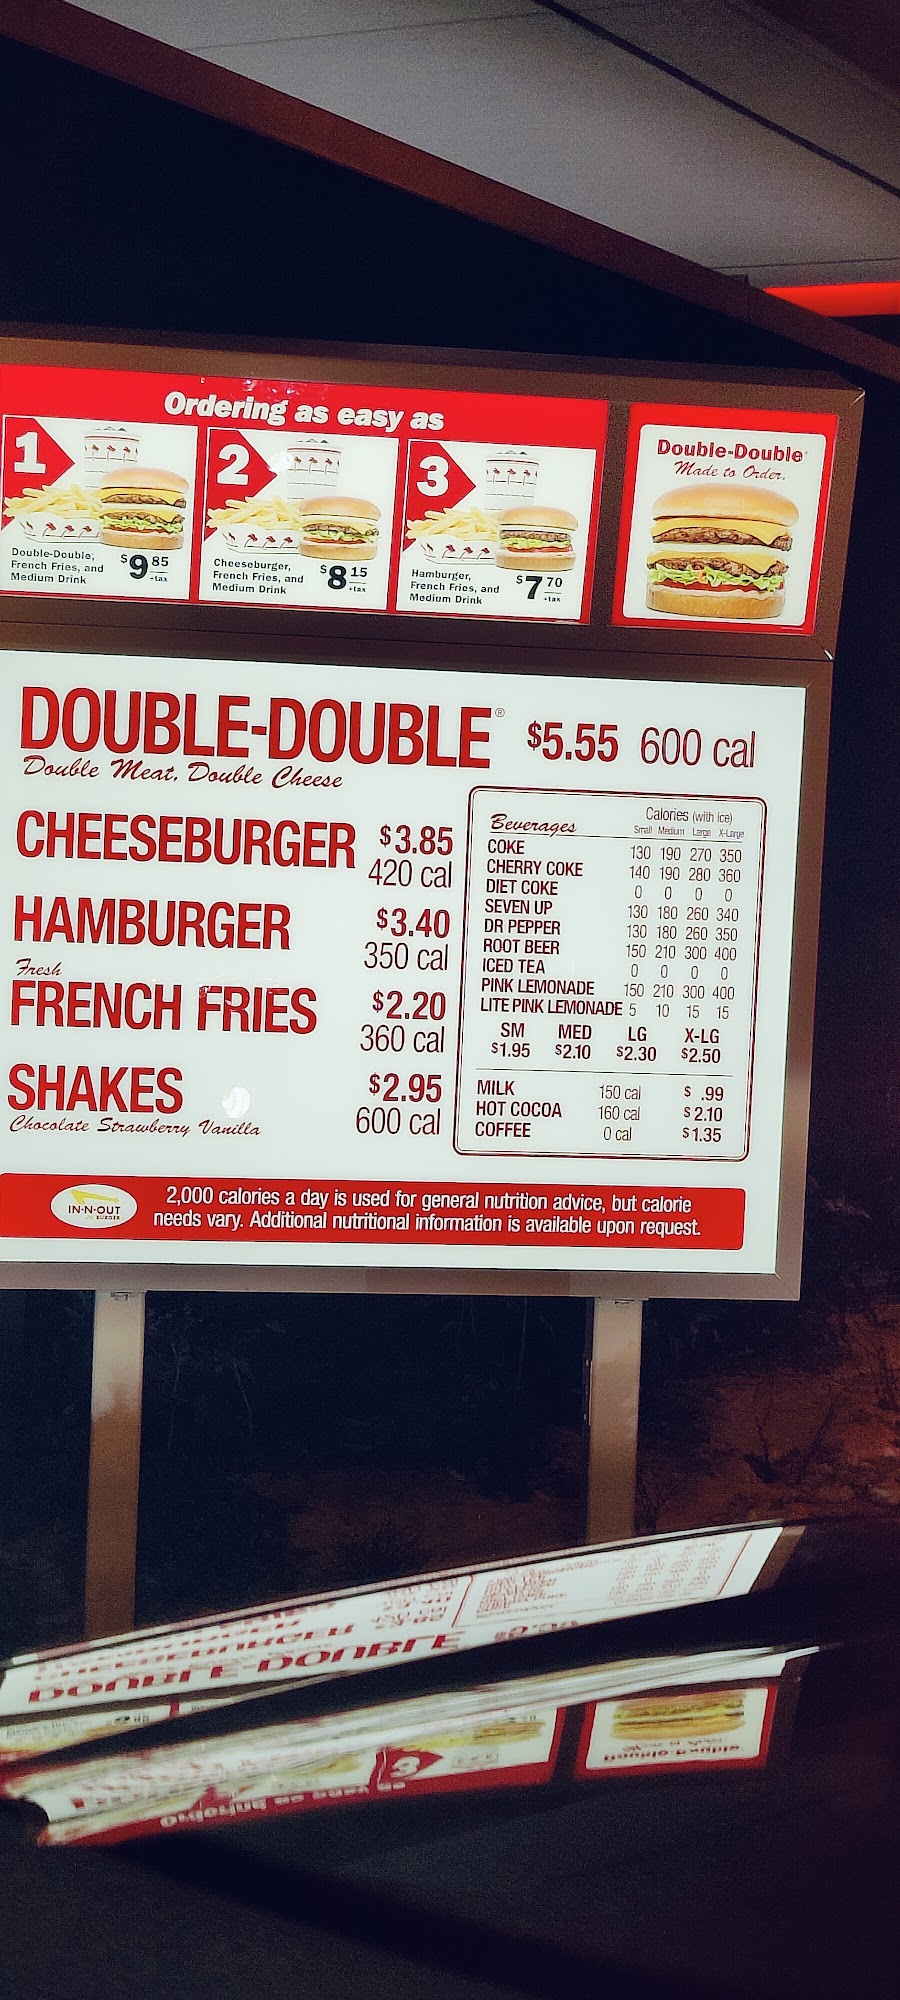 Ordering as easy as
1
Double-Double,
French Fries, and
Medium Drink
$9 85
+tax
2
Cheeseburger,
French Fries, and
Medium Drink
$8 15
+tax
3
Hamburger,
French Fries, and
Medium Drink
$7 70
+tax
Double-Double
Made to Order.
DOUBLE-DOUBLE® $5.55 600 cal
Double Meat. Double Cheese
CHEESEBURGER $3.85
420 cal
HAMBURGER $3.40
350 cal
Fresh
FRENCH FRIES $2.20
360 cal
SHAKES $2.95
Chocolate Strawberry Vanilla 600 cal
Beverages Calories (with ice)
Small Medium Large X-Large
COKE 130 190 270 350
CHERRY COKE 140 190 280 360
DIET COKE 0 0 0 0
SEVEN UP 130 180 260 340
DR PEPPER 130 180 260 350
ROOT BEER 150 210 300 400
ICED TEA 0 0 0 0
PINK LEMONADE 150 210 300 400
LITE PINK LEMONADE 5 10 15 15
SM MED LG X-LG
$1.95 $2.10 $2.30 $2.50
MILK 150 cal $ .99
HOT COCOA 160 cal $2.10
COFFEE 0 cal $1.35
IN-N-OUT
BURGER
2,000 calories a day is used for general nutrition advice, but calorie
needs vary. Additional nutritional information is available upon request.